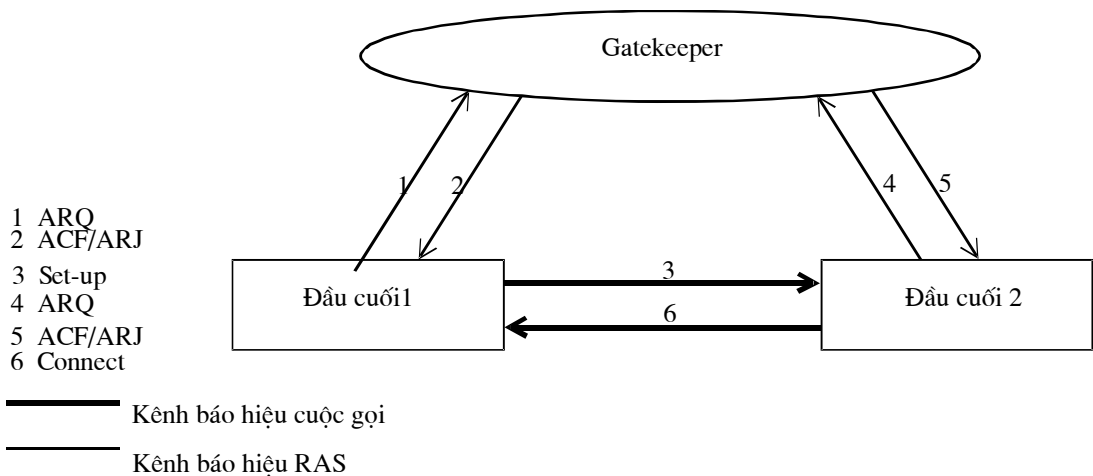 Gatekeeper
1
2
4
5
1 ARQ
2 ACF/ARJ
3 Set-up
4 ARQ
5 ACF/ARJ
6 Connect
Đầu cuối1
3
6
Đầu cuối 2
Kênh báo hiệu cuộc gọi
Kênh báo hiệu RAS